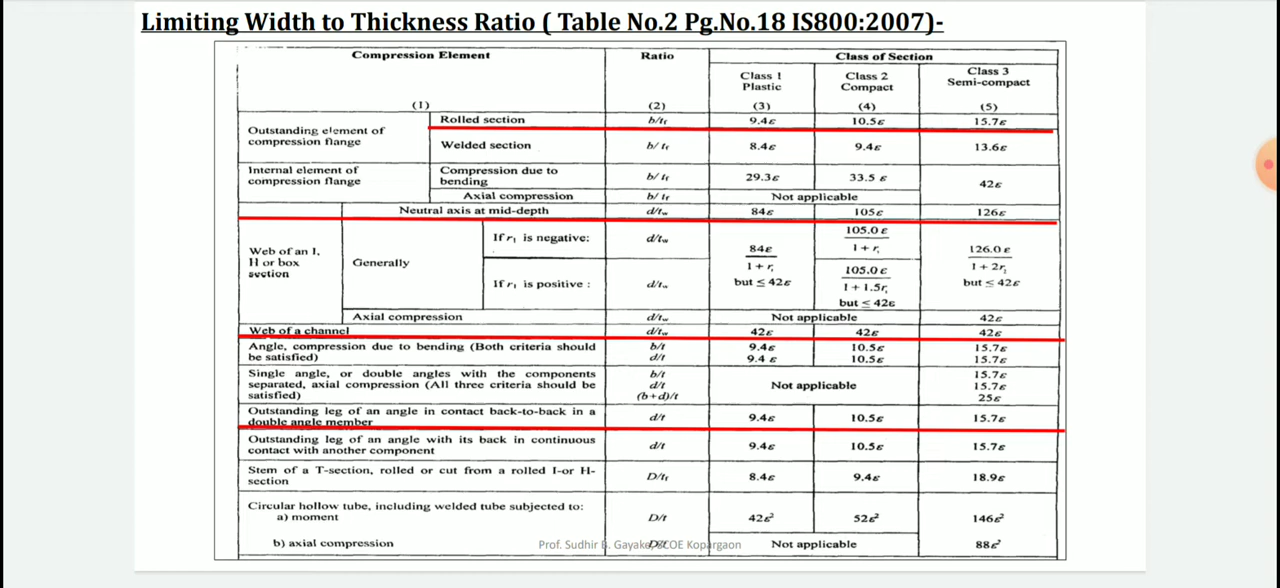 Limiting Width to Thickness Ratio ( Table No.2 Pg.No.18 IS800:2007)-
Compression Element Ratio Class of Section
Class 1 Plastic Class 2 Compact Class 3 Semi-compact
(1) (2) (3) (4) (5)
Outstanding element of compression flange Rolled section b/tf 9.4ε 10.5ε 15.7ε
Welded section b/ tf 8.4ε 9.4ε 13.6ε
Internal element of compression flange Compression due to bending b/ tf 29.3ε 33.5 ε 42ε
Axial compression b/ tf Not applicable
Web of an I, H or box section Neutral axis at mid-depth d/tw 84ε 105ε 126ε
Generally If r1 is negative: d/tw 84ε / 1 + r1 but ≤ 42ε 105.0 ε / 1 + r1 126.0 ε / 1 + 2r1 but ≤ 42ε
If r1 is positive : d/tw 105.0 ε / 1 + 1.5r1 but ≤ 42ε
Axial compression d/tw Not applicable 42ε
Web of a channel d/tw 42ε 42ε 42ε
Angle, compression due to bending (Both criteria should b/t 9.4ε 10.5ε 15.7ε
be satisfied) d/t 9.4 ε 10.5ε 15.7ε
Single angle, or double angles with the components b/t 15.7ε
separated, axial compression (All three criteria should be d/t Not applicable 15.7ε
satisfied) (b+d)/t 25ε
Outstanding leg of an angle in contact back-to-back in a
double angle member d/t 9.4ε 10.5ε 15.7ε
Outstanding leg of an angle with its back in continuous
contact with another component d/t 9.4ε 10.5ε 15.7ε
Stem of a T-section, rolled or cut from a rolled I-or H-
section D/tf 8.4ε 9.4ε 18.9ε
Circular hollow tube, including welded tube subjected to:
a) moment D/t 42ε² 52ε² 146ε²
b) axial compression D/t Not applicable 88ε²
Prof. Sudhir B. Gayake, SCOE Kopargaon